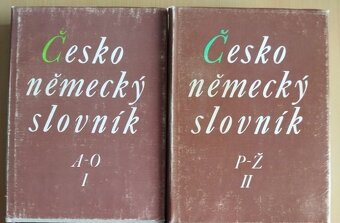 Česko
německý
slovník
A-O
I
Česko
německý
slovník
P-Ž
II